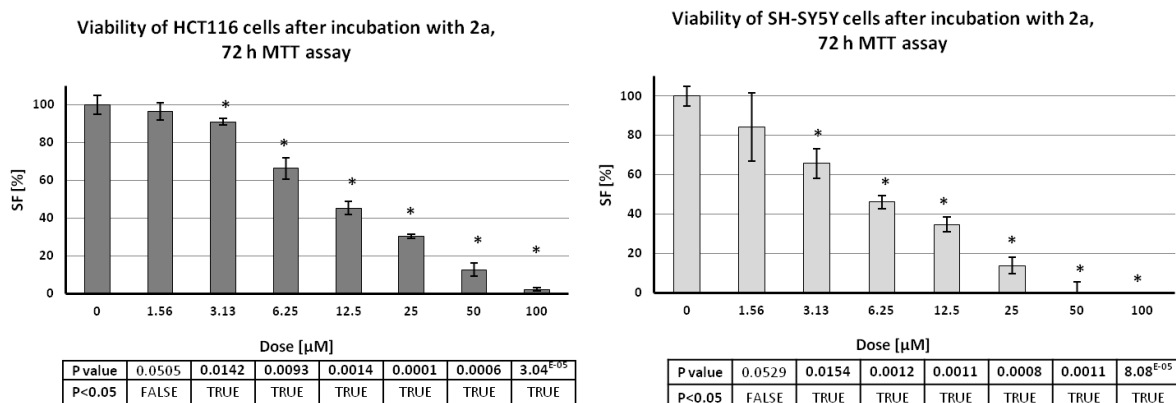 Viability of HCT116 cells after incubation with 2a,
72 h MTT assay
SF [%]
100
80
60
40
20
0
* * * * * *
0 1.56 3.13 6.25 12.5 25 50 100
Dose [µM]
P value 0.0505 0.0142 0.0093 0.0014 0.0001 0.0006 3.04E-05
P<0.05 FALSE TRUE TRUE TRUE TRUE TRUE TRUE
Viability of SH-SY5Y cells after incubation with 2a,
72 h MTT assay
SF [%]
100
80
60
40
20
0
* * * * * *
0 1.56 3.13 6.25 12.5 25 50 100
Dose [µM]
P value 0.0529 0.0154 0.0012 0.0011 0.0008 0.0011 8.08E-05
P<0.05 FALSE TRUE TRUE TRUE TRUE TRUE TRUE